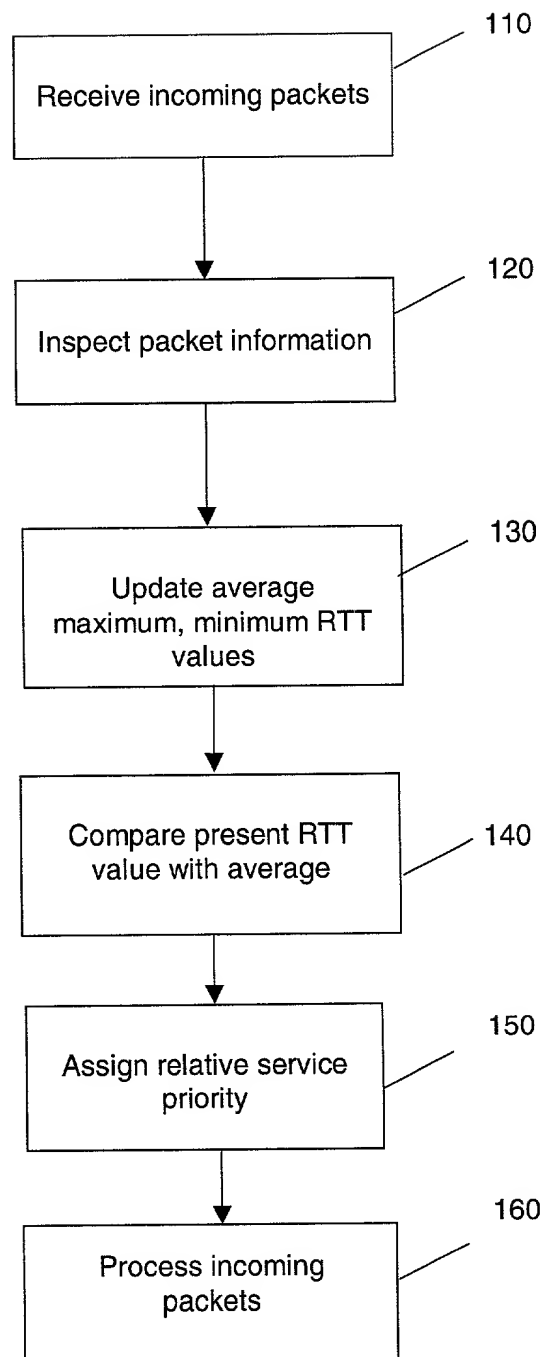 110
Receive incoming packets
120
Inspect packet information
130
Update average
maximum, minimum RTT
values
Compare present RTT
value with average
140
150
Assign relative service
priority
160
Process incoming
packets